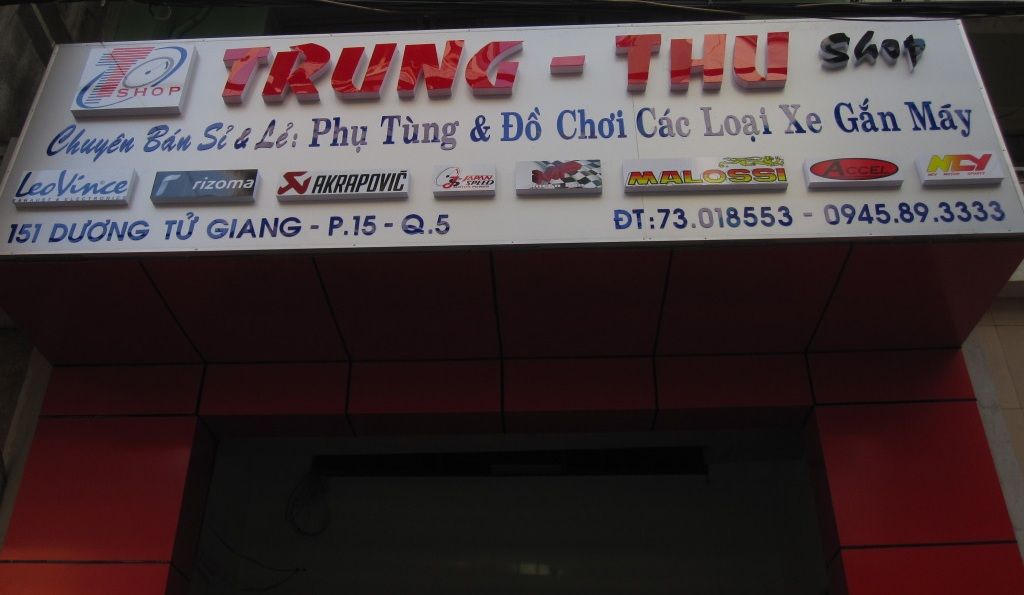 SHOP TRUNG - THU Shop
Chuyên Bán Sỉ & Lẻ: Phụ Tùng & Đồ Chơi Các Loại Xe Gắn Máy
LeoVince rizoma AKRAPOVIČ JAPAN SPEED MALOSSI ACCEL NCY
151 DƯƠNG TỬ GIANG - P.15 - Q.5 ĐT:73.018553 - 0945.89.3333